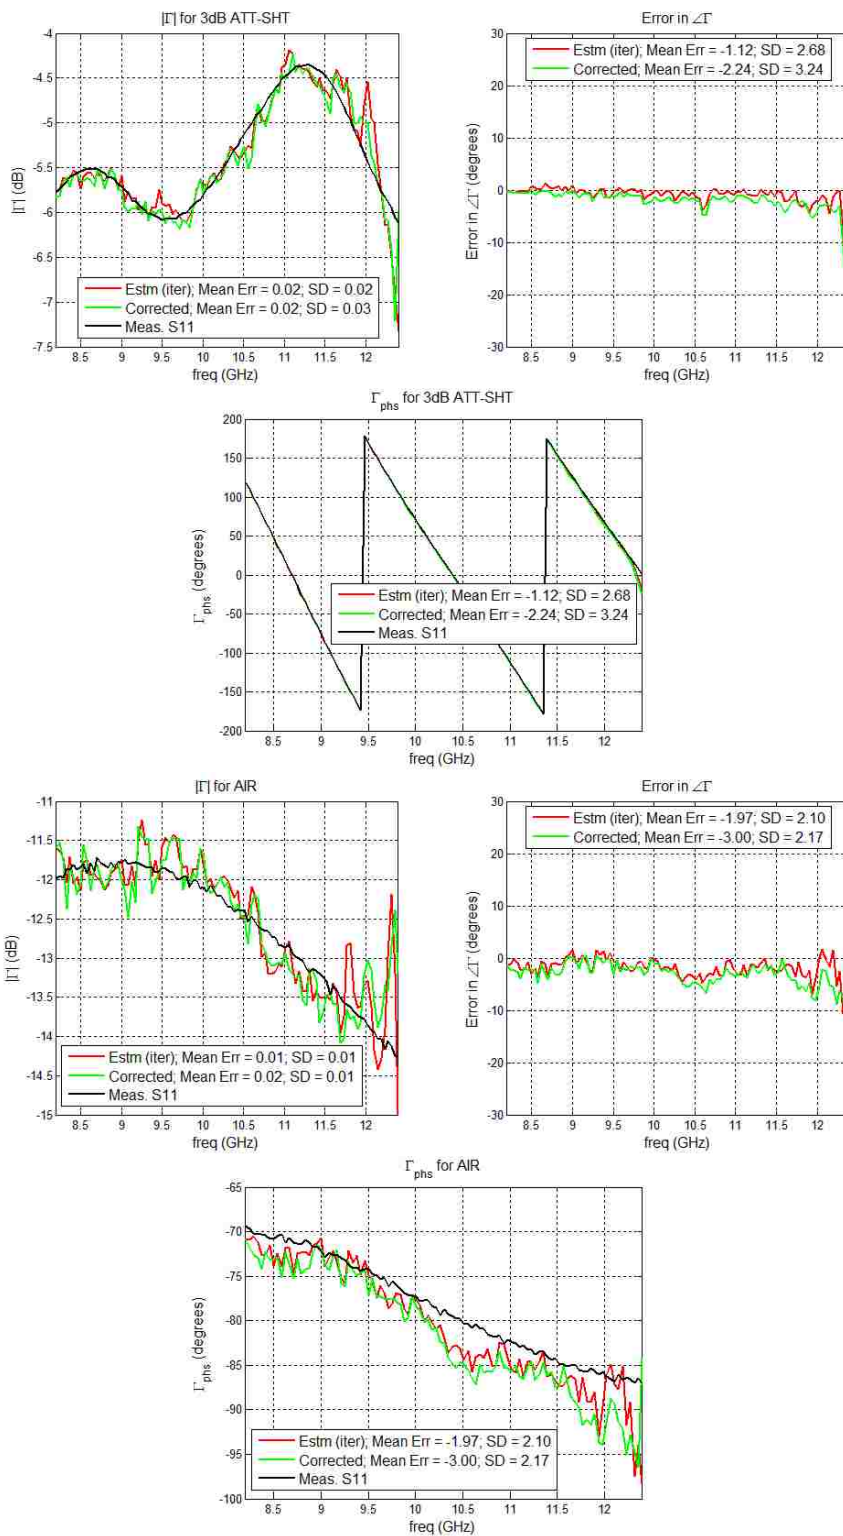 |Γ| for 3dB ATT-SHT
-4
-4.5
-5
-5.5
-6
-6.5
-7
-7.5
|Γ| (dB)
Estm (iter); Mean Err = 0.02; SD = 0.02
Corrected; Mean Err = 0.02; SD = 0.03
Meas. S11
8.5 9 9.5 10 10.5 11 11.5 12
freq (GHz)
Error in ∠Γ
30
20
10
0
-10
-20
-30
Error in ∠Γ (degrees)
Estm (iter); Mean Err = -1.12; SD = 2.68
Corrected; Mean Err = -2.24; SD = 3.24
8.5 9 9.5 10 10.5 11 11.5 12
freq (GHz)
Γphs for 3dB ATT-SHT
200
150
100
50
0
-50
-100
-150
-200
Γphs (degrees)
Estm (iter); Mean Err = -1.12; SD = 2.68
Corrected; Mean Err = -2.24; SD = 3.24
Meas. S11
8.5 9 9.5 10 10.5 11 11.5 12
freq (GHz)
|Γ| for AIR
-11
-11.5
-12
-12.5
-13
-13.5
-14
-14.5
-15
|Γ| (dB)
Estm (iter); Mean Err = 0.01; SD = 0.01
Corrected; Mean Err = 0.02; SD = 0.01
Meas. S11
8.5 9 9.5 10 10.5 11 11.5 12
freq (GHz)
Error in ∠Γ
30
20
10
0
-10
-20
-30
Error in ∠Γ (degrees)
Estm (iter); Mean Err = -1.97; SD = 2.10
Corrected; Mean Err = -3.00; SD = 2.17
8.5 9 9.5 10 10.5 11 11.5 12
freq (GHz)
Γphs for AIR
-65
-70
-75
-80
-85
-90
-95
-100
Γphs (degrees)
Estm (iter); Mean Err = -1.97; SD = 2.10
Corrected; Mean Err = -3.00; SD = 2.17
Meas. S11
8.5 9 9.5 10 10.5 11 11.5 12
freq (GHz)